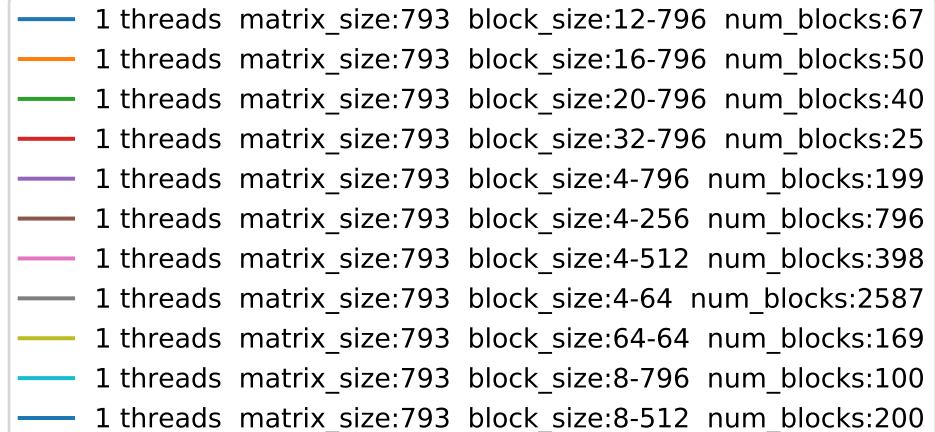 1 threads matrix_size:793 block_size:12-796 num_blocks:67
1 threads matrix_size:793 block_size:16-796 num_blocks:50
1 threads matrix_size:793 block_size:20-796 num_blocks:40
1 threads matrix_size:793 block_size:32-796 num_blocks:25
1 threads matrix_size:793 block_size:4-796 num_blocks:199
1 threads matrix_size:793 block_size:4-256 num_blocks:796
1 threads matrix_size:793 block_size:4-512 num_blocks:398
1 threads matrix_size:793 block_size:4-64 num_blocks:2587
1 threads matrix_size:793 block_size:64-64 num_blocks:169
1 threads matrix_size:793 block_size:8-796 num_blocks:100
1 threads matrix_size:793 block_size:8-512 num_blocks:200